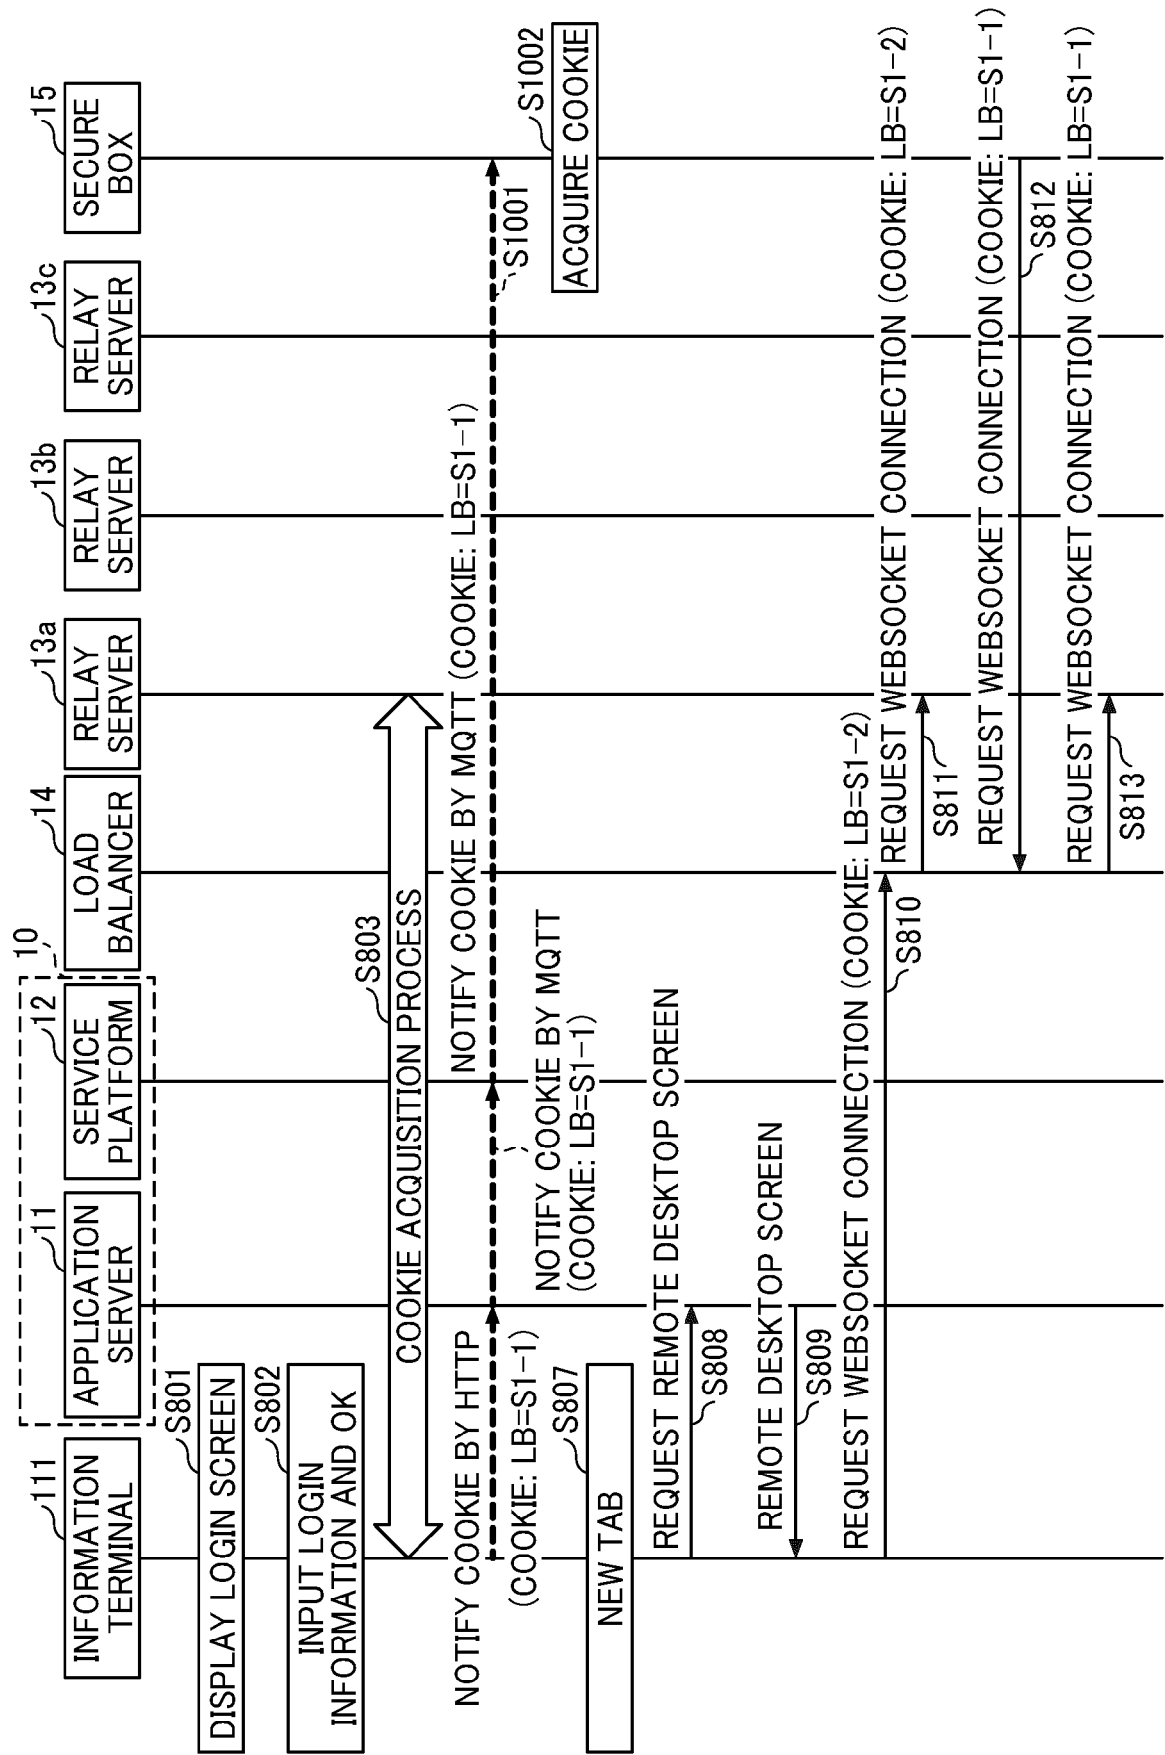 10
111
INFORMATION
TERMINAL
11
APPLICATION
SERVER
12
SERVICE
PLATFORM
14
LOAD
BALANCER
13a
RELAY
SERVER
13b
RELAY
SERVER
13c
RELAY
SERVER
15
SECURE
BOX
S801
DISPLAY LOGIN SCREEN
S802
INPUT LOGIN
INFORMATION AND OK
S803
COOKIE ACQUISITION PROCESS
NOTIFY COOKIE BY HTTP
(COOKIE: LB=S1-1)
NOTIFY COOKIE BY MQTT (COOKIE: LB=S1-1)
S1001
NOTIFY COOKIE BY MQTT
(COOKIE: LB=S1-1)
S1002
ACQUIRE COOKIE
S807
NEW TAB
REQUEST REMOTE DESKTOP SCREEN
S808
REMOTE DESKTOP SCREEN
S809
REQUEST WEBSOCKET CONNECTION (COOKIE: LB=S1-2)
S810
REQUEST WEBSOCKET CONNECTION (COOKIE: LB=S1-2)
S811
REQUEST WEBSOCKET CONNECTION (COOKIE: LB=S1-1)
S812
REQUEST WEBSOCKET CONNECTION (COOKIE: LB=S1-1)
S813